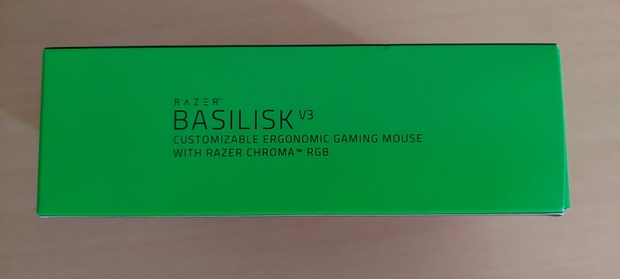 RAZER™
BASILISK V3
CUSTOMIZABLE ERGONOMIC GAMING MOUSE
WITH RAZER CHROMA™ RGB